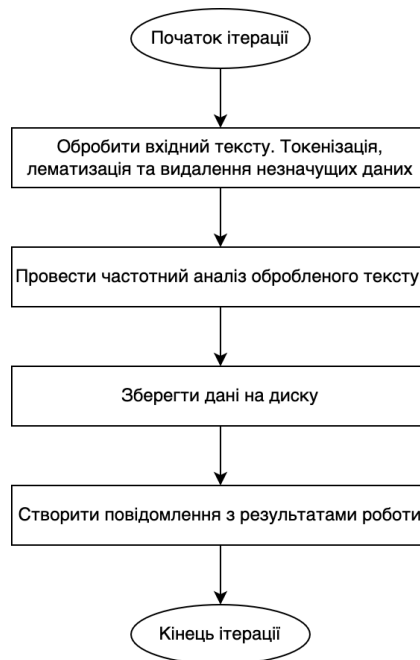 Початок ітерації
Обробити вхідний тексту. Токенізація,
лематизація та видалення незначущих даних
Провести частотний аналіз обробленого тексту
Зберегти дані на диску
Створити повідомлення з результатами роботи
Кінець ітерації